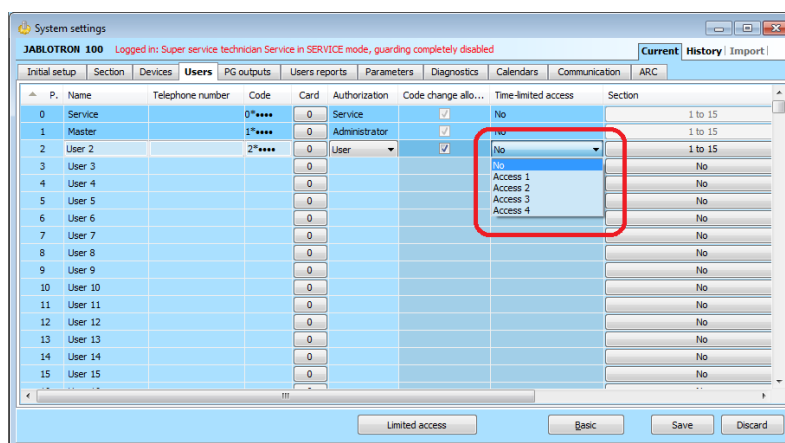 System settings
JABLOTRON 100 Logged in: Super service technician Service in SERVICE mode, guarding completely disabled Current History Import
Initial setup Section Devices Users PG outputs Users reports Parameters Diagnostics Calendars Communication ARC
P. Name Telephone number Code Card Authorization Code change allo... Time-limited access Section
0 Service 0*•••• 0 Service No 1 to 15
1 Master 1*•••• 0 Administrator No 1 to 15
2 User 2 2*•••• 0 User No 1 to 15
3 User 3 0 No No
4 User 4 0 Access 1 No
5 User 5 0 Access 2 No
6 User 6 0 Access 3 No
Access 4
7 User 7 0 No
8 User 8 0 No
9 User 9 0 No
10 User 10 0 No
11 User 11 0 No
12 User 12 0 No
13 User 13 0 No
14 User 14 0 No
15 User 15 0 No
Limited access Basic Save Discard